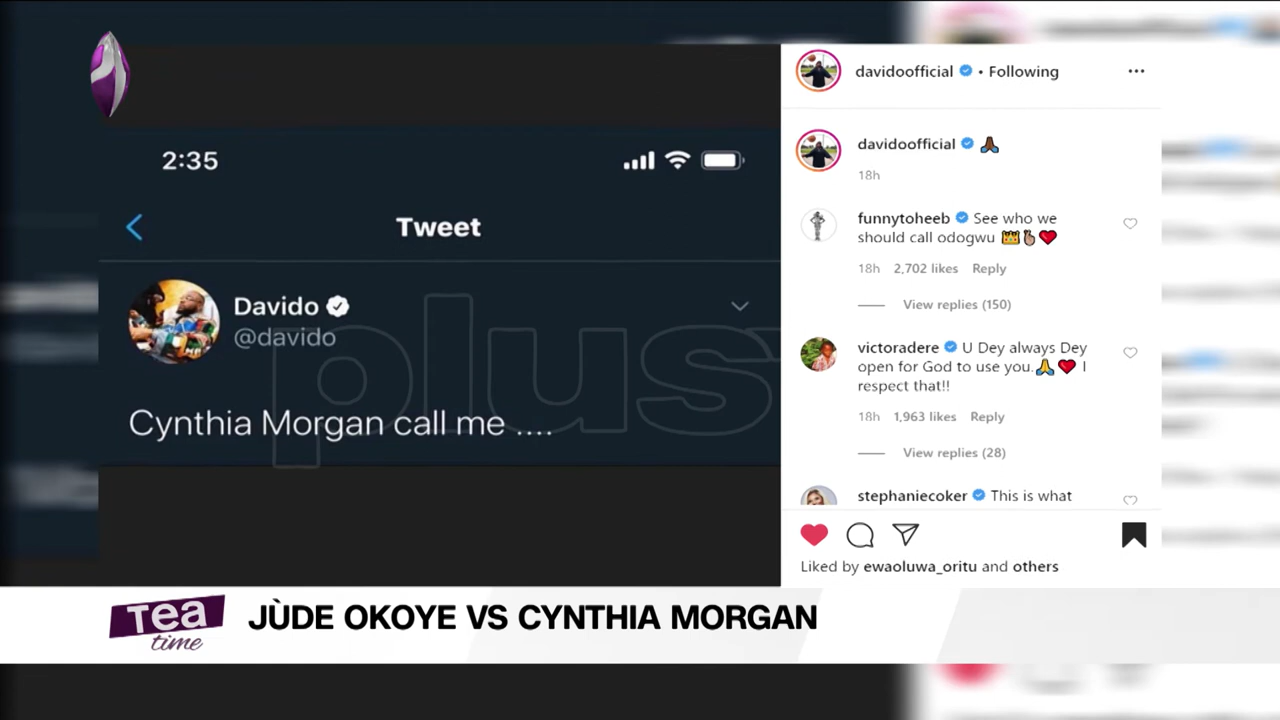 2:35
Tweet
Davido
@davido
Cynthia Morgan call me ....
plus
davidoofficial • Following
davidoofficial 🙏🏿
18h
funnytoheeb See who we
should call odogwu 👑🤞🏽❤️
18h 2,702 likes Reply
View replies (150)
victoradere U Dey always Dey
open for God to use you.🙏❤️ I
respect that!!
18h 1,963 likes Reply
View replies (28)
stephaniecoker This is what
Liked by ewaoluwa_oritu and others
Tea
time
JÙDE OKOYE VS CYNTHIA MORGAN